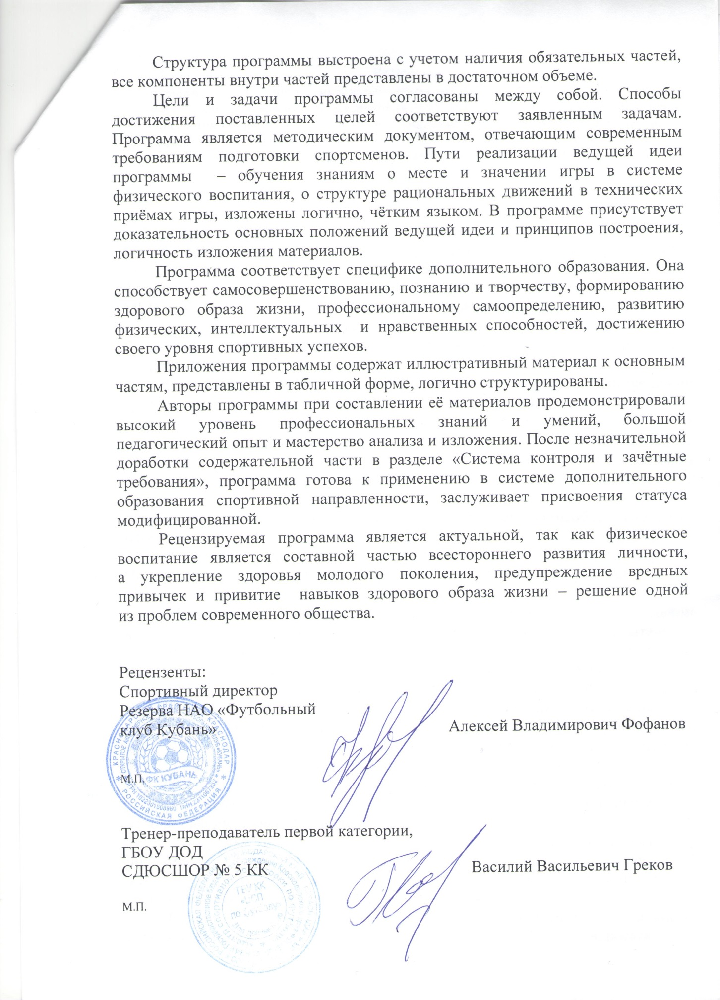 Структура программы выстроена с учетом наличия обязательных частей,
все компоненты внутри частей представлены в достаточном объеме.
Цели и задачи программы согласованы между собой. Способы
достижения поставленных целей соответствуют заявленным задачам.
Программа является методическим документом, отвечающим современным
требованиям подготовки спортсменов. Пути реализации ведущей идеи
программы – обучения знаниям о месте и значении игры в системе
физического воспитания, о структуре рациональных движений в технических
приёмах игры, изложены логично, чётким языком. В программе присутствует
доказательность основных положений ведущей идеи и принципов построения,
логичность изложения материалов.
Программа соответствует специфике дополнительного образования. Она
способствует самосовершенствованию, познанию и творчеству, формированию
здорового образа жизни, профессиональному самоопределению, развитию
физических, интеллектуальных и нравственных способностей, достижению
своего уровня спортивных успехов.
Приложения программы содержат иллюстративный материал к основным
частям, представлены в табличной форме, логично структурированы.
Авторы программы при составлении её материалов продемонстрировали
высокий уровень профессиональных знаний и умений, большой
педагогический опыт и мастерство анализа и изложения. После незначительной
доработки содержательной части в разделе «Система контроля и зачётные
требования», программа готова к применению в системе дополнительного
образования спортивной направленности, заслуживает присвоения статуса
модифицированной.
Рецензируемая программа является актуальной, так как физическое
воспитание является составной частью всестороннего развития личности,
а укрепление здоровья молодого поколения, предупреждение вредных
привычек и привитие навыков здорового образа жизни – решение одной
из проблем современного общества.
Рецензенты:
Спортивный директор
Резерва НАО «Футбольный
клуб Кубань»
Алексей Владимирович Фофанов
КРАСНОДАРСКИЙ КРАЙ Г. КРАСНОДАР
ФК КУБАНЬ
РОССИЙСКАЯ ФЕДЕРАЦИЯ
М.П.
Тренер-преподаватель первой категории,
ГБОУ ДОД
СДЮСШОР № 5 КК
Василий Васильевич Греков
ГБУ КК
«ЦСП
по футболу»
М.П.